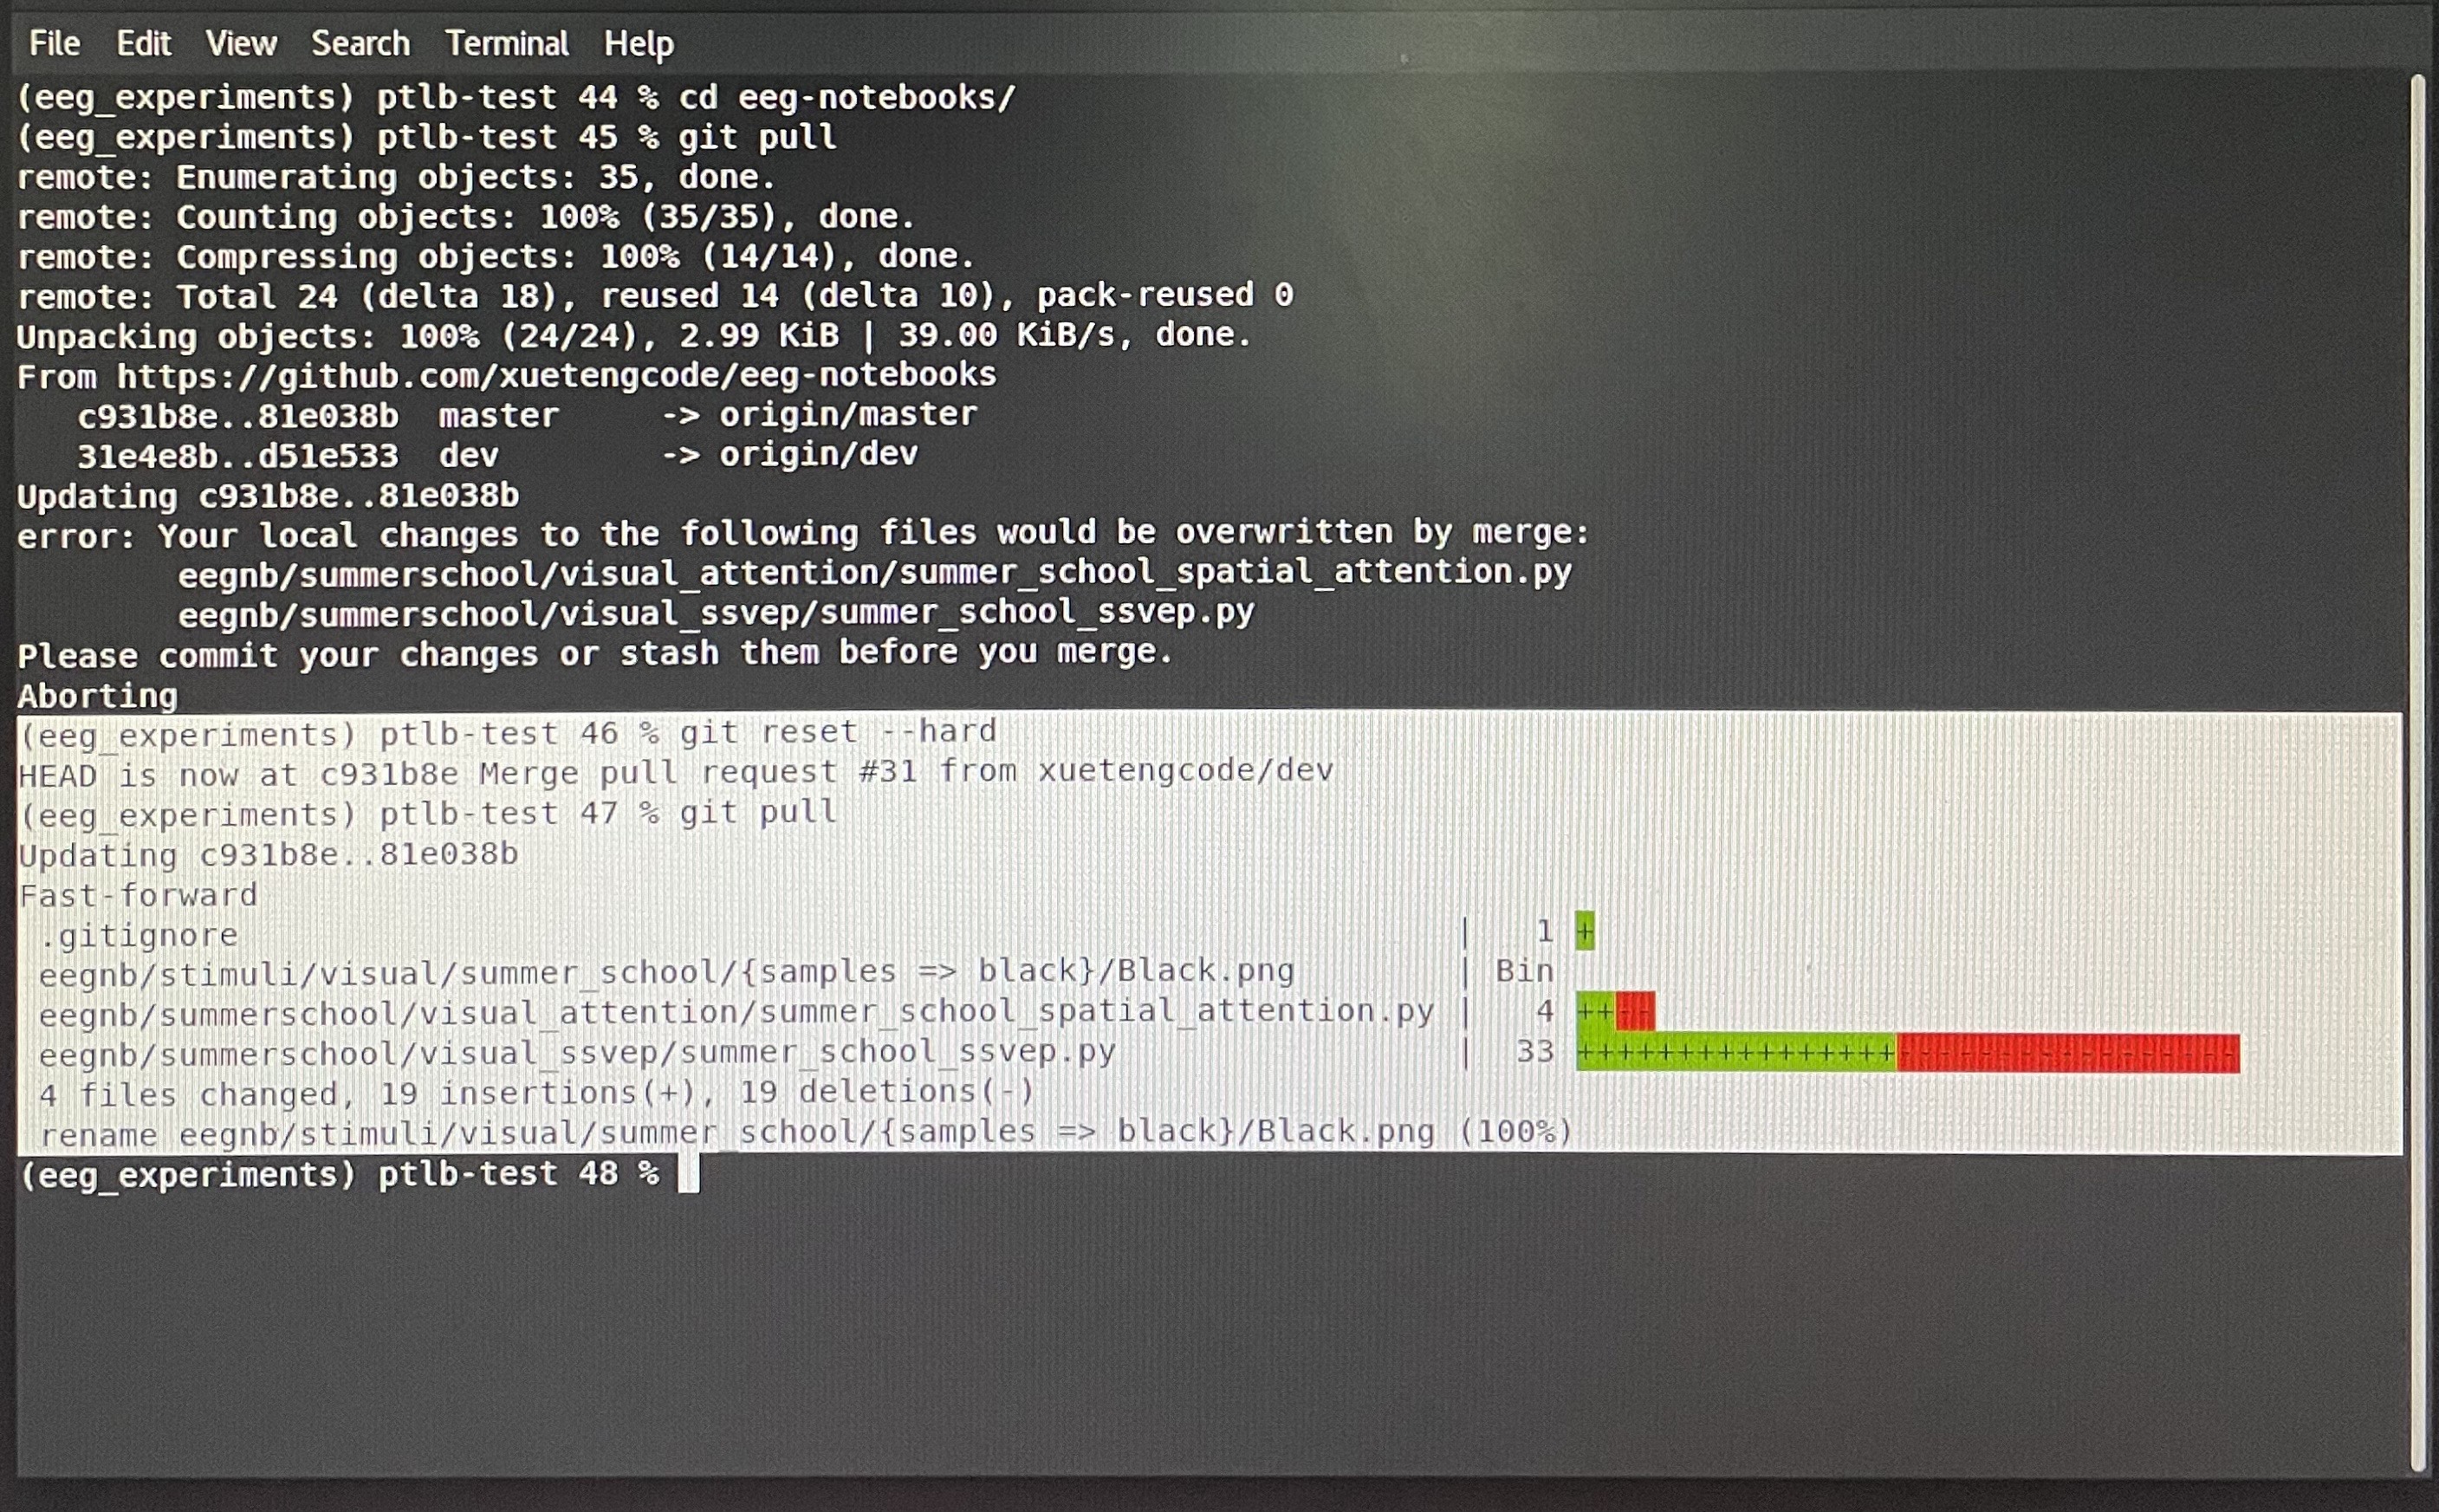 File Edit View Search Terminal Help
(eeg_experiments) ptlb-test 44 % cd eeg-notebooks/
(eeg_experiments) ptlb-test 45 % git pull
remote: Enumerating objects: 35, done.
remote: Counting objects: 100% (35/35), done.
remote: Compressing objects: 100% (14/14), done.
remote: Total 24 (delta 18), reused 14 (delta 10), pack-reused 0
Unpacking objects: 100% (24/24), 2.99 KiB | 39.00 KiB/s, done.
From https://github.com/xuetengcode/eeg-notebooks
   c931b8e..81e038b  master     -> origin/master
   31e4e8b..d51e533  dev        -> origin/dev
Updating c931b8e..81e038b
error: Your local changes to the following files would be overwritten by merge:
        eegnb/summerschool/visual_attention/summer_school_spatial_attention.py
        eegnb/summerschool/visual_ssvep/summer_school_ssvep.py
Please commit your changes or stash them before you merge.
Aborting
(eeg_experiments) ptlb-test 46 % git reset --hard
HEAD is now at c931b8e Merge pull request #31 from xuetengcode/dev
(eeg_experiments) ptlb-test 47 % git pull
Updating c931b8e..81e038b
Fast-forward
 .gitignore | 1 +
 eegnb/stimuli/visual/summer_school/{samples => black}/Black.png | Bin
 eegnb/summerschool/visual_attention/summer_school_spatial_attention.py | 4 ++--
 eegnb/summerschool/visual_ssvep/summer_school_ssvep.py | 33 ++++++++++++++++-----------------
 4 files changed, 19 insertions(+), 19 deletions(-)
 rename eegnb/stimuli/visual/summer_school/{samples => black}/Black.png (100%)
(eeg_experiments) ptlb-test 48 %